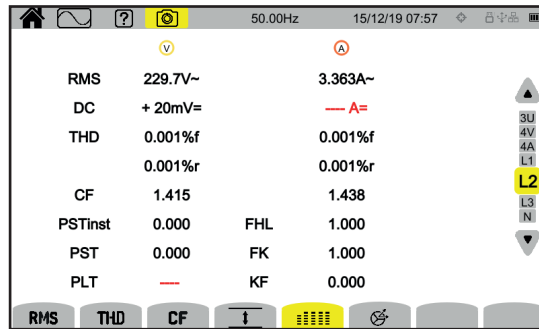 ? 50.00Hz 15/12/19 07:57
V A
RMS 229.7V~ 3.363A~
DC + 20mV= ---- A=
THD 0.001%f 0.001%f
0.001%r 0.001%r
CF 1.415 1.438
PSTinst 0.000 FHL 1.000
PST 0.000 FK 1.000
PLT ---- KF 0.000
3U
4V
4A
L1
L2
L3
N
RMS THD CF